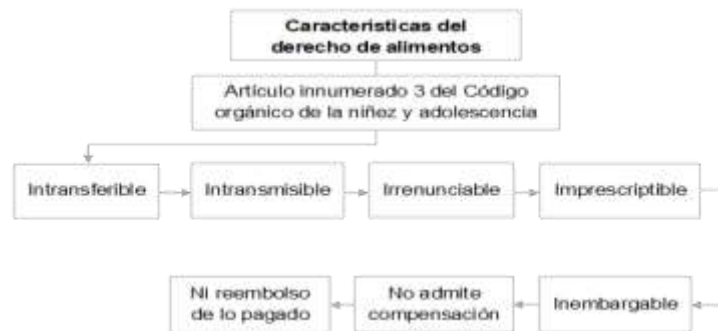 Características del
derecho de alimentos
Artículo innumerado 3 del Código
orgánico de la niñez y adolescencia
Intransferible
Intransmisible
Irrenunciable
Imprescriptible
Inembargable
No admite
compensación
Ni reembolso
de lo pagado